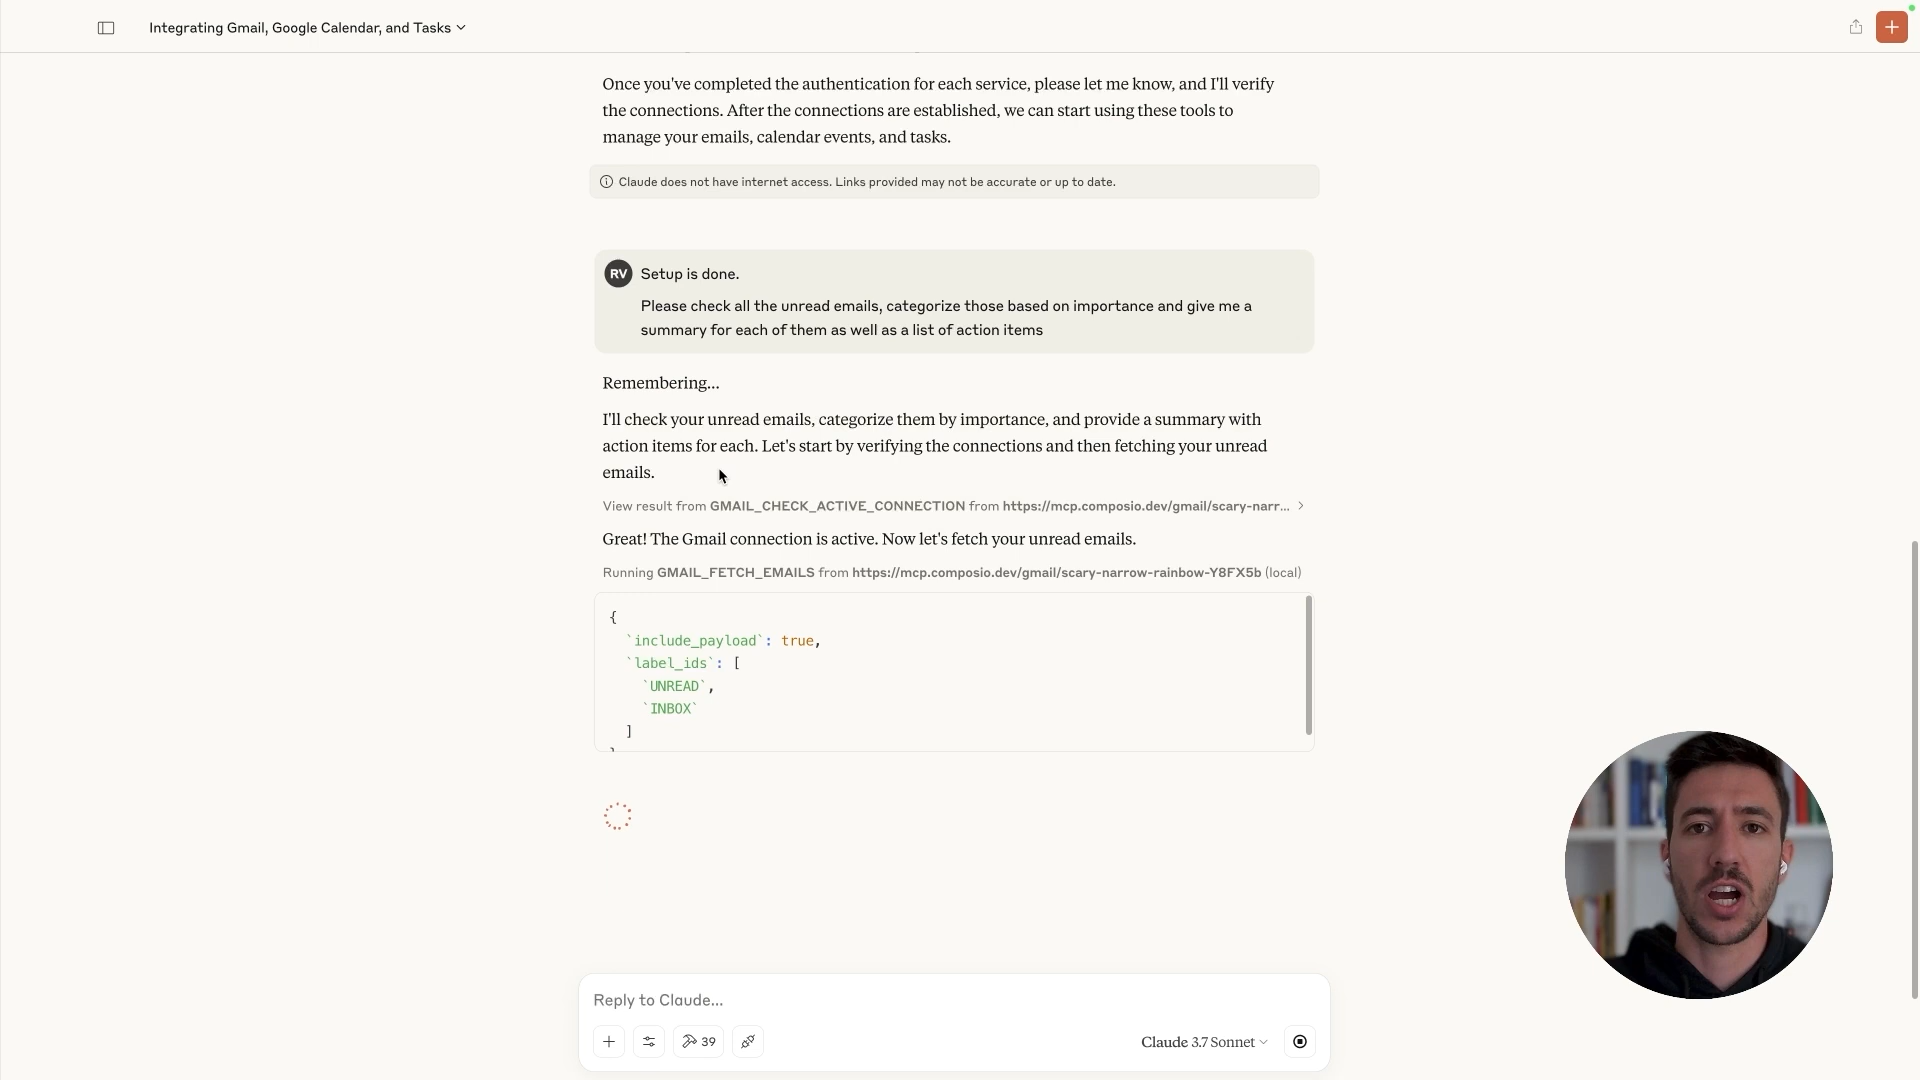 Integrating Gmail, Google Calendar, and Tasks
Once you've completed the authentication for each service, please let me know, and I'll verify
the connections. After the connections are established, we can start using these tools to
manage your emails, calendar events, and tasks.
Claude does not have internet access. Links provided may not be accurate or up to date.
RV
Setup is done.
Please check all the unread emails, categorize those based on importance and give me a
summary for each of them as well as a list of action items
Remembering...
I'll check your unread emails, categorize them by importance, and provide a summary with
action items for each. Let's start by verifying the connections and then fetching your unread
emails.
View result from GMAIL_CHECK_ACTIVE_CONNECTION from https://mcp.composio.dev/gmail/scary-narr...
Great! The Gmail connection is active. Now let's fetch your unread emails.
Running GMAIL_FETCH_EMAILS from https://mcp.composio.dev/gmail/scary-narrow-rainbow-Y8FX5b (local)
{
`include_payload`: true,
`label_ids`: [
`UNREAD`,
`INBOX`
]
Reply to Claude...
39
Claude 3.7 Sonnet